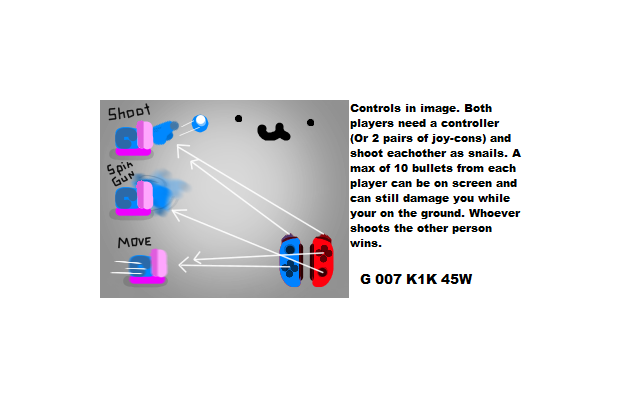 Shoot
Spin
Gun
MOVE
Controls in image. Both
players need a controller
(Or 2 pairs of joy-cons) and
shoot eachother as snails. A
max of 10 bullets from each
player can be on screen and
can still damage you while
your on the ground. Whoever
shoots the other person
wins.
G 007 K1K 45W